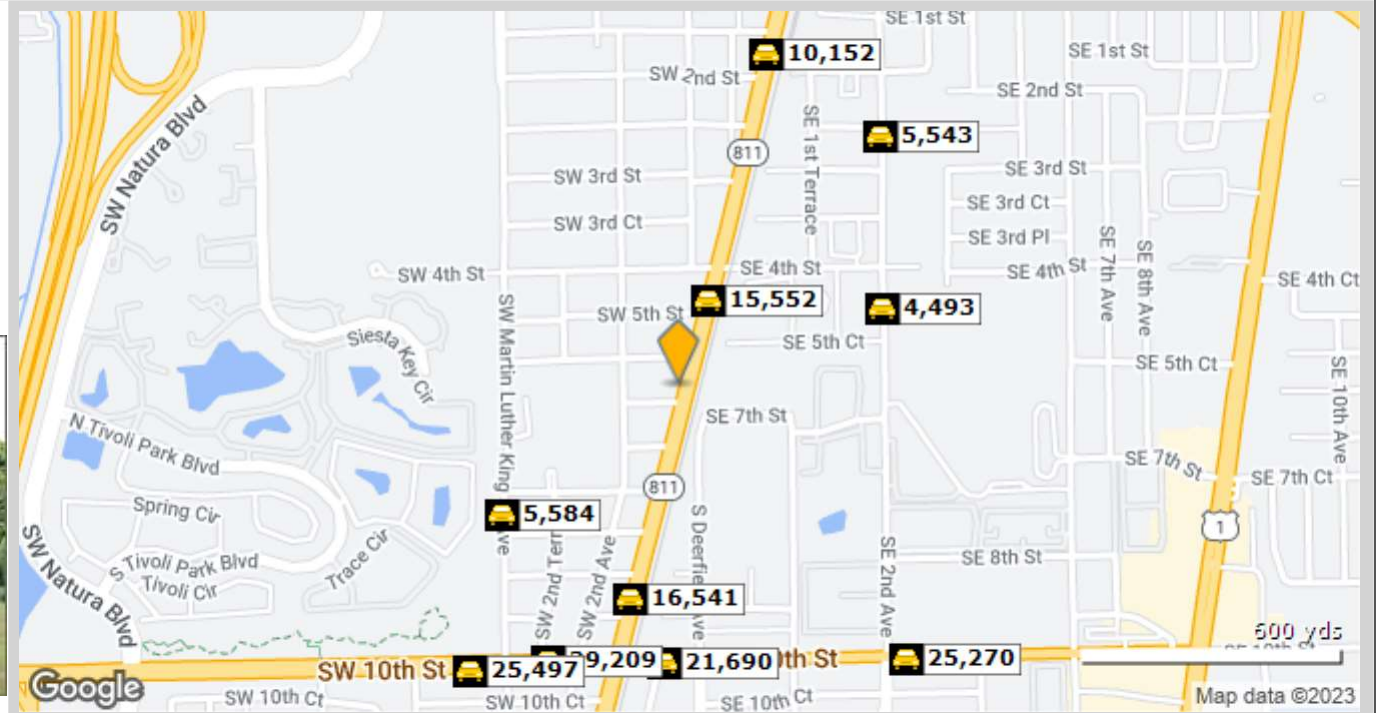 SE 1st St
10,152
SE 1st St
SW 2nd St
SE 2nd St
SW Natura Blvd
SE 1st Terrace
5,543
811
SE 3rd St
SW 3rd St
SE 3rd Ct
SW 3rd Ct
SE 3rd Pl
SE 7th Ave
SE 8th Ave
SW 4th St
SE 4th St
SE 4th St
SE 4th Ct
15,552
4,493
SW 5th St
SW Martin Luther King
Ave
Siesta Key Cir
SE 5th Ct
SE 5th Ct
SE 10th Ave
SE 7th St
N Tivoli Park Blvd
SE 7th St
SE 7th Ct
811
Spring Cir
5,584
1
S Deerfie
Ave
SW Natura Blvd
S Tivoli Park Blvd
Tivoli Cir
Trace Cir
SW 2nd Terr
SW 2nd Ave
SE 2nd Ave
SE 8th St
16,541
600 yds
SW 10th St
25,497
21,690
25,270
Google
SW 10th Ct
SW 10th Ct
SE 10th Ct
Map data ©2023